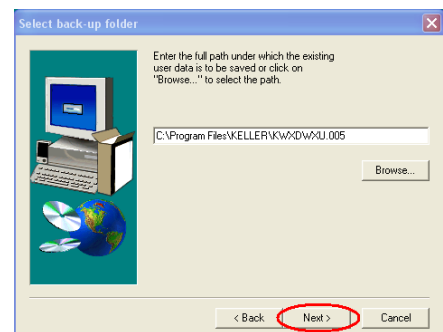 Select back-up folder
Enter the full path under which the existing
user data is to be saved or click on
"Browse..." to select the path.
C:\Program Files\KELLER\KWXDWXU.005
Browse...
< Back
Next >
Cancel